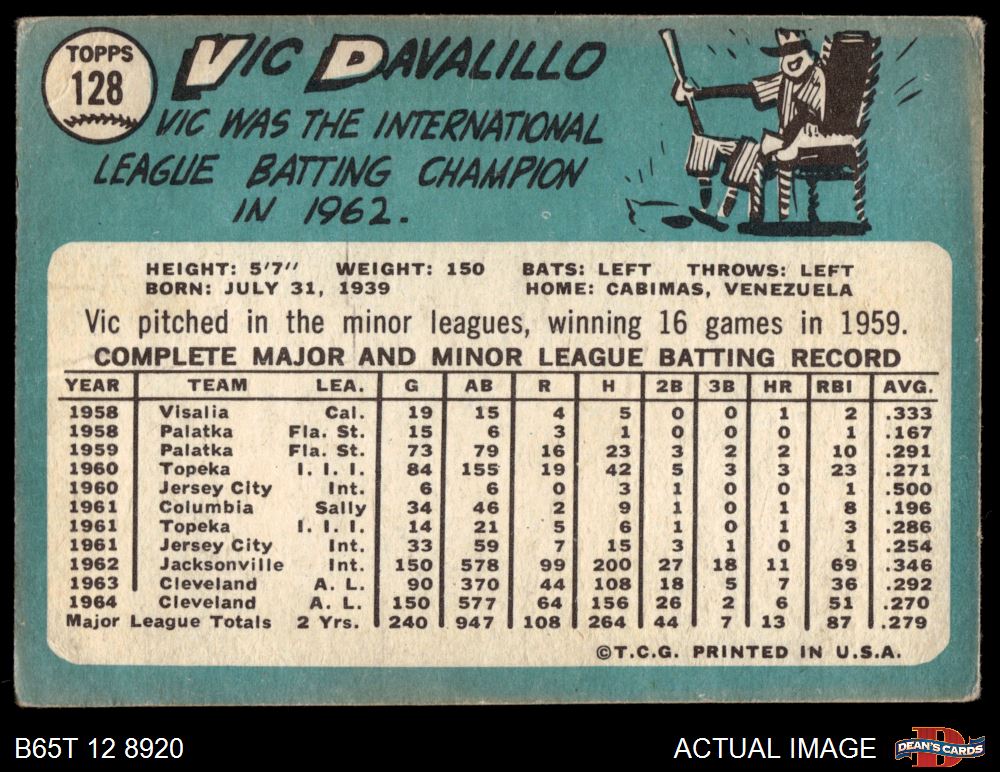 TOPPS
128
VIC DAVALILLO
VIC WAS THE INTERNATIONAL
LEAGUE BATTING CHAMPION
IN 1962.
HEIGHT: 5'7" WEIGHT: 150 BATS: LEFT THROWS: LEFT
BORN: JULY 31, 1939 HOME: CABIMAS, VENEZUELA
Vic pitched in the minor leagues, winning 16 games in 1959.
COMPLETE MAJOR AND MINOR LEAGUE BATTING RECORD
YEAR TEAM LEA. G AB R H 2B 3B HR RBI AVG.
1958 Visalia Cal. 19 15 4 5 0 0 1 2 .333
1958 Palatka Fla. St. 15 6 3 1 0 0 0 1 .167
1959 Palatka Fla. St. 73 79 16 23 3 2 2 10 .291
1960 Topeka I. I. I. 84 155 19 42 5 3 3 23 .271
1960 Jersey City Int. 6 6 0 3 1 0 0 1 .500
1961 Columbia Sally 34 46 2 9 1 0 1 8 .196
1961 Topeka I. I. I. 14 21 5 6 1 0 1 3 .286
1961 Jersey City Int. 33 59 7 15 3 1 0 1 .254
1962 Jacksonville Int. 150 578 99 200 27 18 11 69 .346
1963 Cleveland A. L. 90 370 44 108 18 5 7 36 .292
1964 Cleveland A. L. 150 577 64 156 26 2 6 51 .270
Major League Totals 2 Yrs. 240 947 108 264 44 7 13 87 .279
©T.C.G. PRINTED IN U.S.A.
B65T 12 8920 ACTUAL IMAGE
D
DEAN'S CARDS